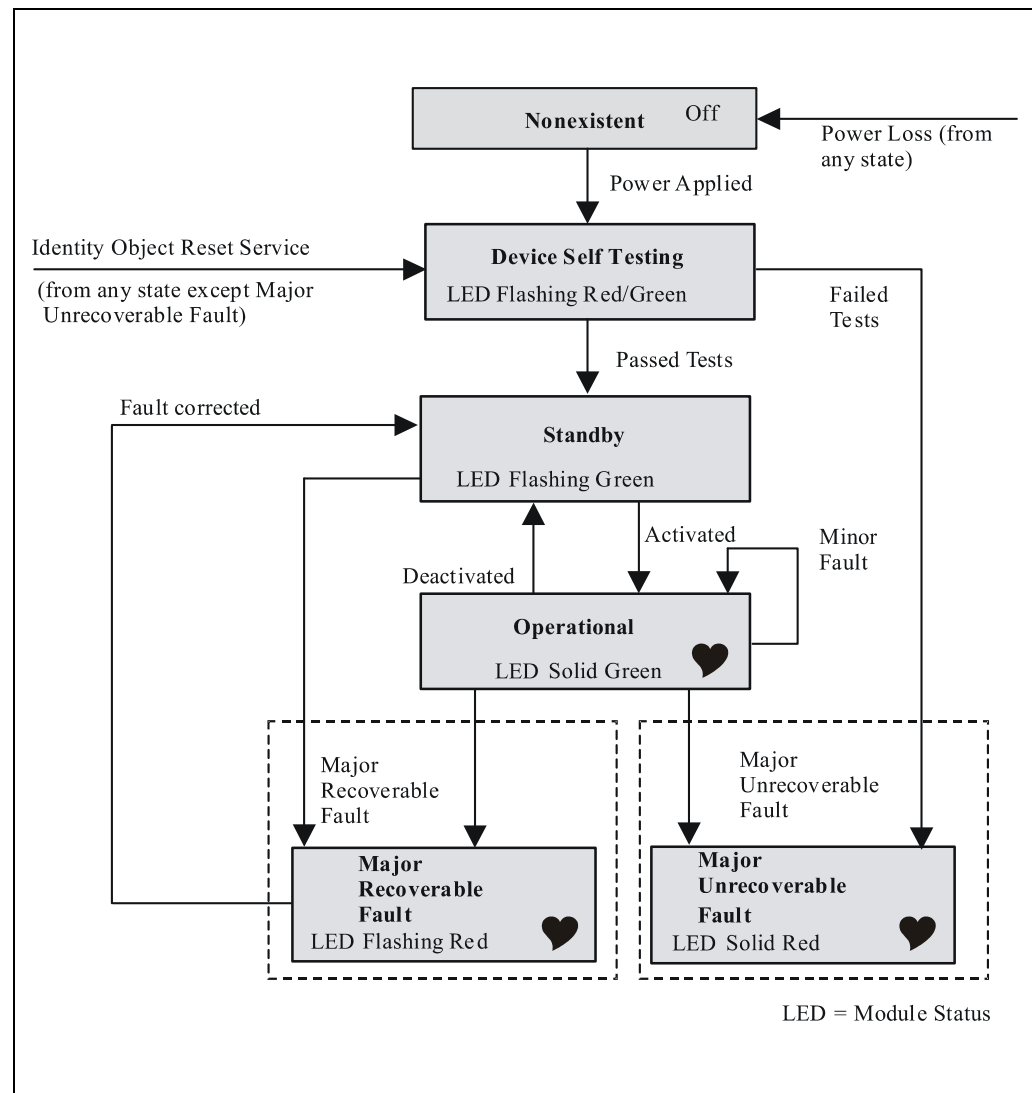 Nonexistent Off
Power Loss (from
any state)
Power Applied
Identity Object Reset Service
(from any state except Major
Unrecoverable Fault)
Device Self Testing
LED Flashing Red/Green
Failed
Tests
Passed Tests
Fault corrected
Standby
LED Flashing Green
Activated
Deactivated
Minor
Fault
Operational
LED Solid Green
Major
Recoverable
Fault
Major
Unrecoverable
Fault
Major
Recoverable
Fault
LED Flashing Red
Major
Unrecoverable
Fault
LED Solid Red
LED = Module Status